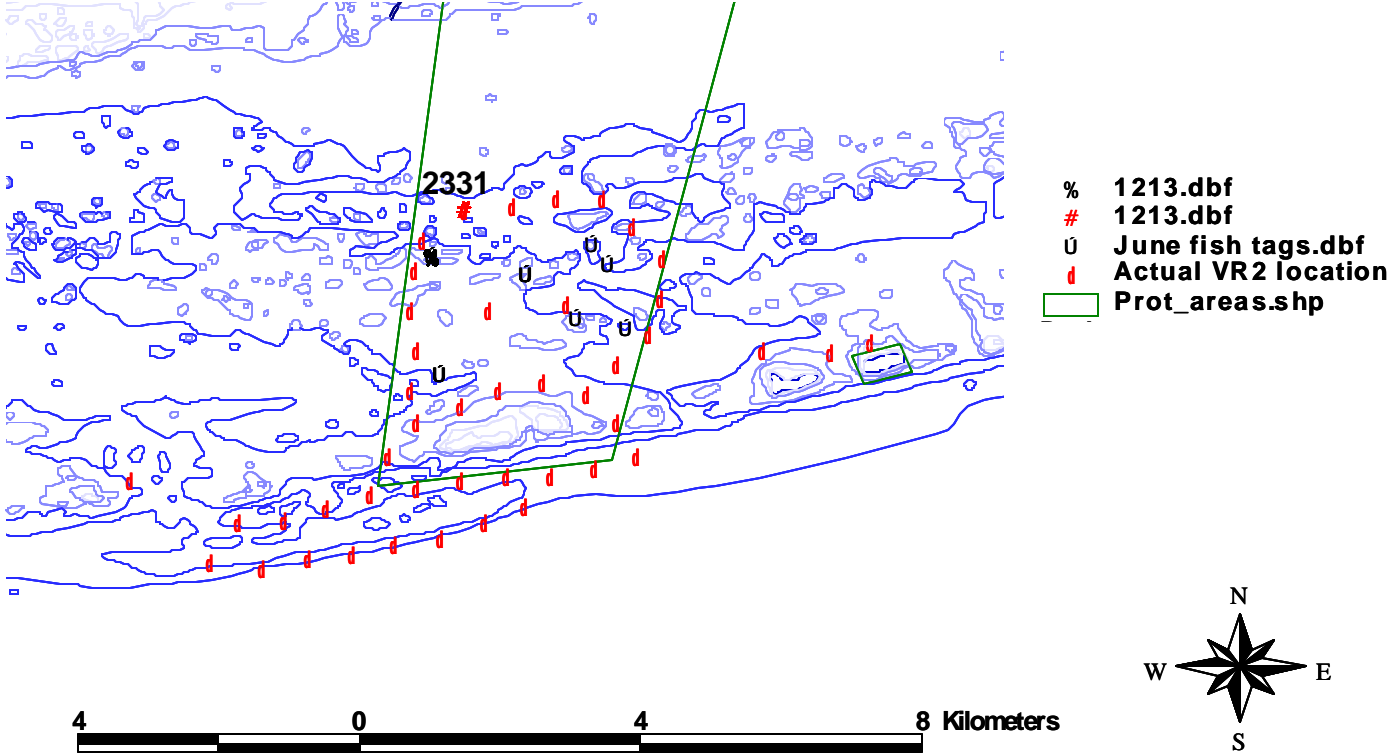 2331
% 1213.dbf
# 1213.dbf
Ú June fish tags.dbf
d Actual VR2 location
Prot_areas.shp
N
W E
S
4 0 4 8 Kilometers